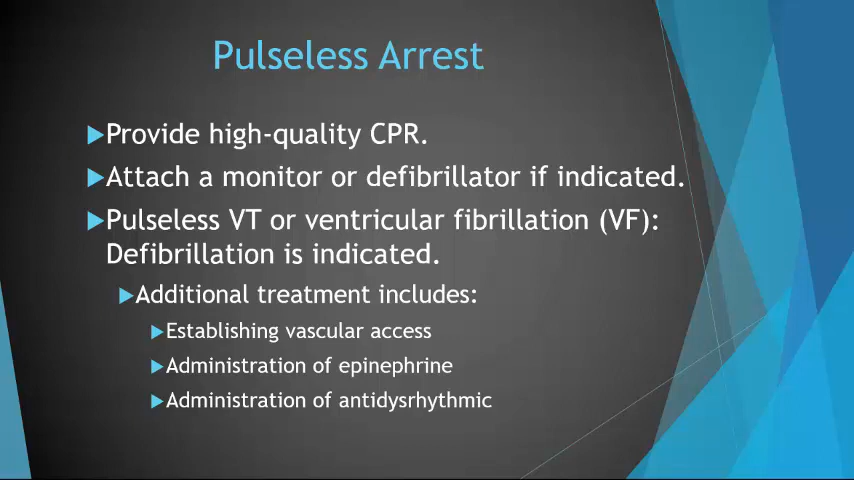 Pulseless Arrest
Provide high-quality CPR.
Attach a monitor or defibrillator if indicated.
Pulseless VT or ventricular fibrillation (VF):
Defibrillation is indicated.
Additional treatment includes:
Establishing vascular access
Administration of epinephrine
Administration of antidysrhythmic